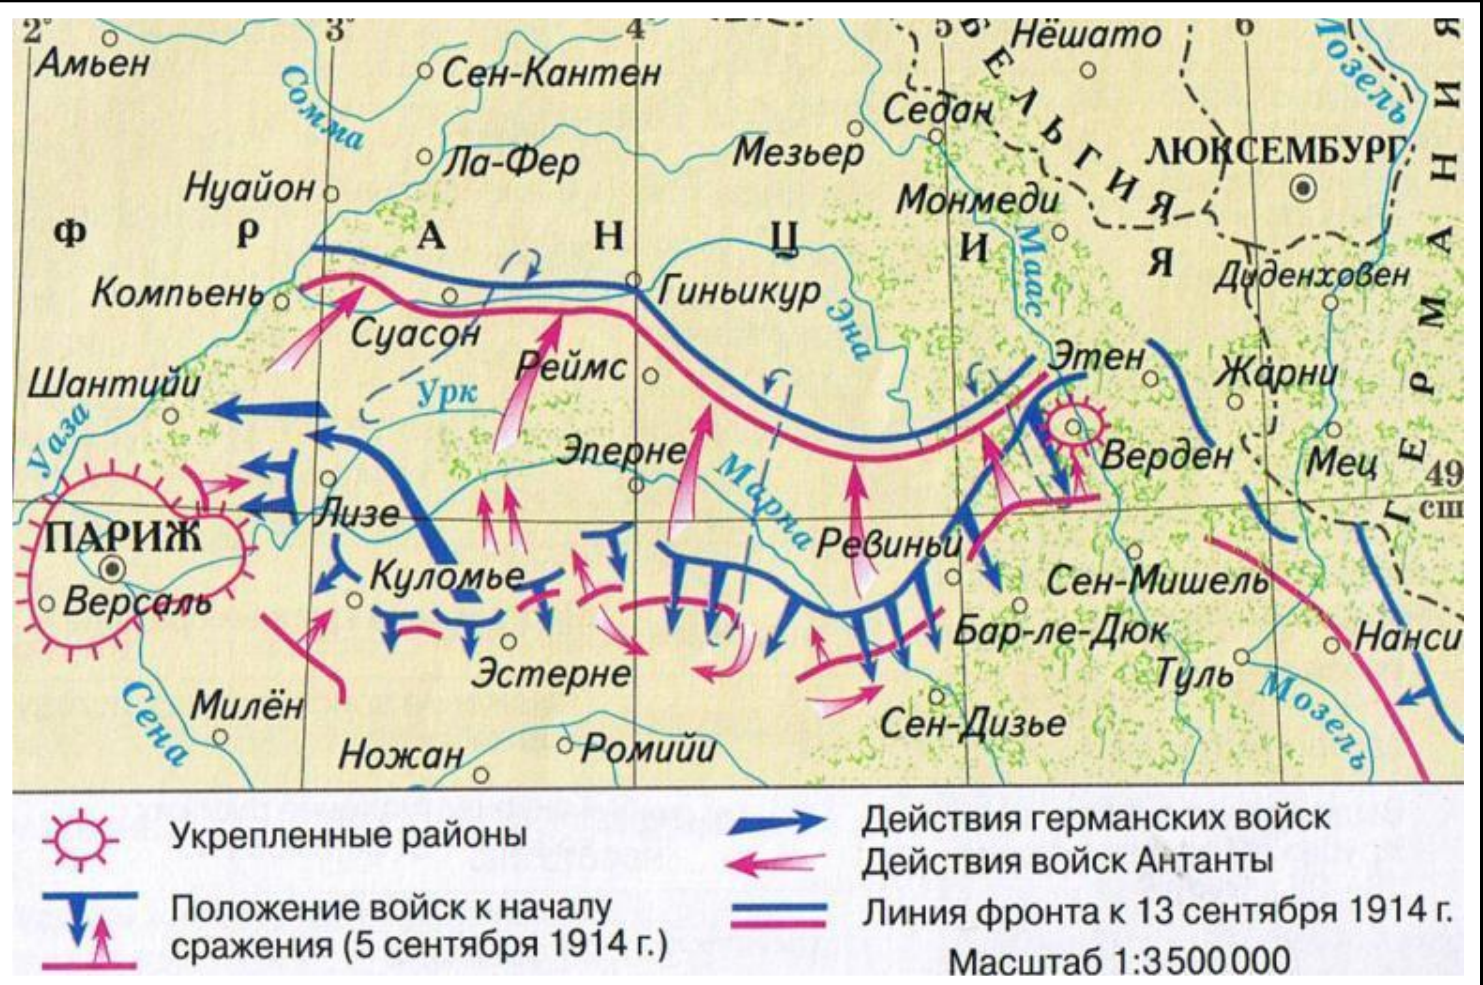 2°
3°
4
5
6
Амьен
Сен-Кантен
Нёшато
Мозель
Сомма
Седан
БЕЛЬГИЯ
ЛЮКСЕМБУРГ
Мезьер
Ла-Фер
Нуайон
Монмеди
ФРАНЦИЯ
ГЕРМАНИЯ
Маас
Диденховен
Компьень
Гиньикур
Суасон
Эна
Реймс
Этен
Жарни
Шантийи
Урк
Уаза
Эперне
Марна
Верден
Мец
49
сш
Лизе
ПАРИЖ
Ревиньи
Куломье
Сен-Мишель
Версаль
Бар-ле-Дюк
Нанси
Эстерне
Туль
Мозель
Милён
Сена
Сен-Дизье
Ножан
Ромийи
Укрепленные районы
Положение войск к началу
сражения (5 сентября 1914 г.)
Действия германских войск
Действия войск Антанты
Линия фронта к 13 сентября 1914 г.
Масштаб 1:3500000